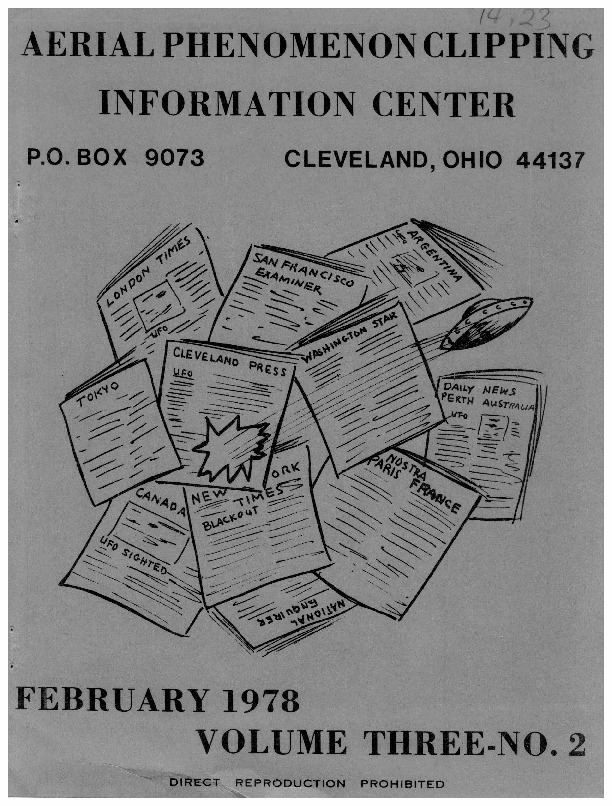 14,23
AERIAL PHENOMENON CLIPPING
INFORMATION CENTER
P.O. BOX 9073 CLEVELAND, OHIO 44137
LONDON TIMES
UFO
SAN FRANCISCO
EXAMINER
UFO
ARGENTINA
CLEVELAND PRESS
UFO
WASHINGTON STAR
TOKYO
DAILY NEWS
PERTH AUSTRALIA
UFO
CANADA
UFO SIGHTED
NEW YORK
TIMES
BLACKOUT
NOSTRA
PARIS FRANCE
NATIONAL
ENQUIRER
FEBRUARY 1978
VOLUME THREE-NO. 2
DIRECT REPRODUCTION PROHIBITED